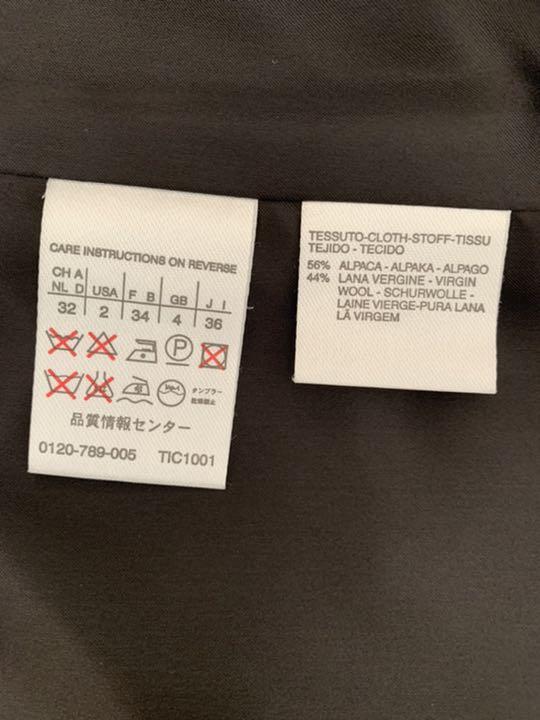 CARE INSTRUCTIONS ON REVERSE
CH A
NL D
USA
F B
GB
J I
32
2
34
4
36
P
タンブラー
乾燥禁止
品質情報センター
0120-789-005 TIC1001
TESSUTO-CLOTH-STOFF-TISSU
TEJIDO - TECIDO
56% ALPACA - ALPAKA - ALPAGO
44% LANA VERGINE - VIRGIN
WOOL - SCHURWOLLE -
LAINE VIERGE-PURA LANA
LÃ VIRGEM